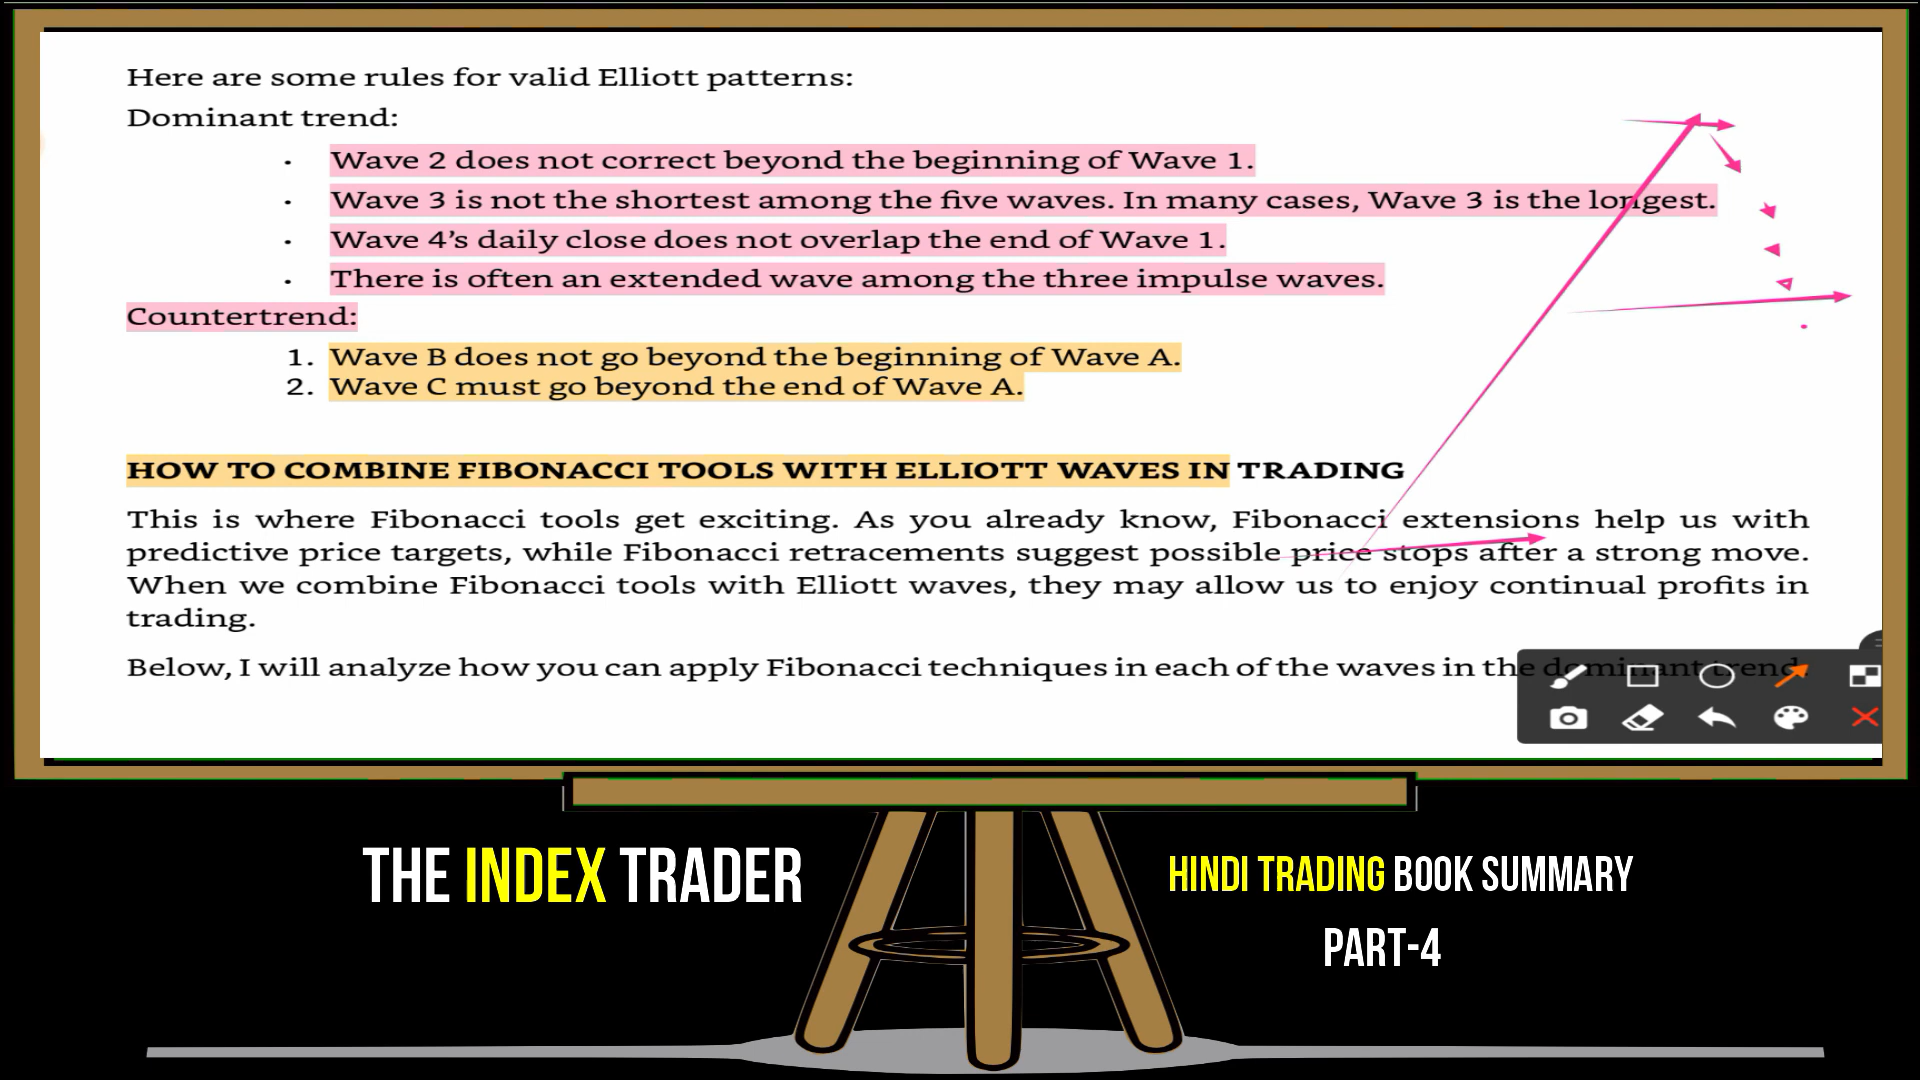 Here are some rules for valid Elliott patterns:
Dominant trend:
· Wave 2 does not correct beyond the beginning of Wave 1.
· Wave 3 is not the shortest among the five waves. In many cases, Wave 3 is the longest.
· Wave 4’s daily close does not overlap the end of Wave 1.
· There is often an extended wave among the three impulse waves.
Countertrend:
1. Wave B does not go beyond the beginning of Wave A.
2. Wave C must go beyond the end of Wave A.
HOW TO COMBINE FIBONACCI TOOLS WITH ELLIOTT WAVES IN TRADING
This is where Fibonacci tools get exciting. As you already know, Fibonacci extensions help us with
predictive price targets, while Fibonacci retracements suggest possible price stops after a strong move.
When we combine Fibonacci tools with Elliott waves, they may allow us to enjoy continual profits in
trading.
Below, I will analyze how you can apply Fibonacci techniques in each of the waves in the dominant trend.
THE INDEX TRADER
HINDI TRADING BOOK SUMMARY
PART-4